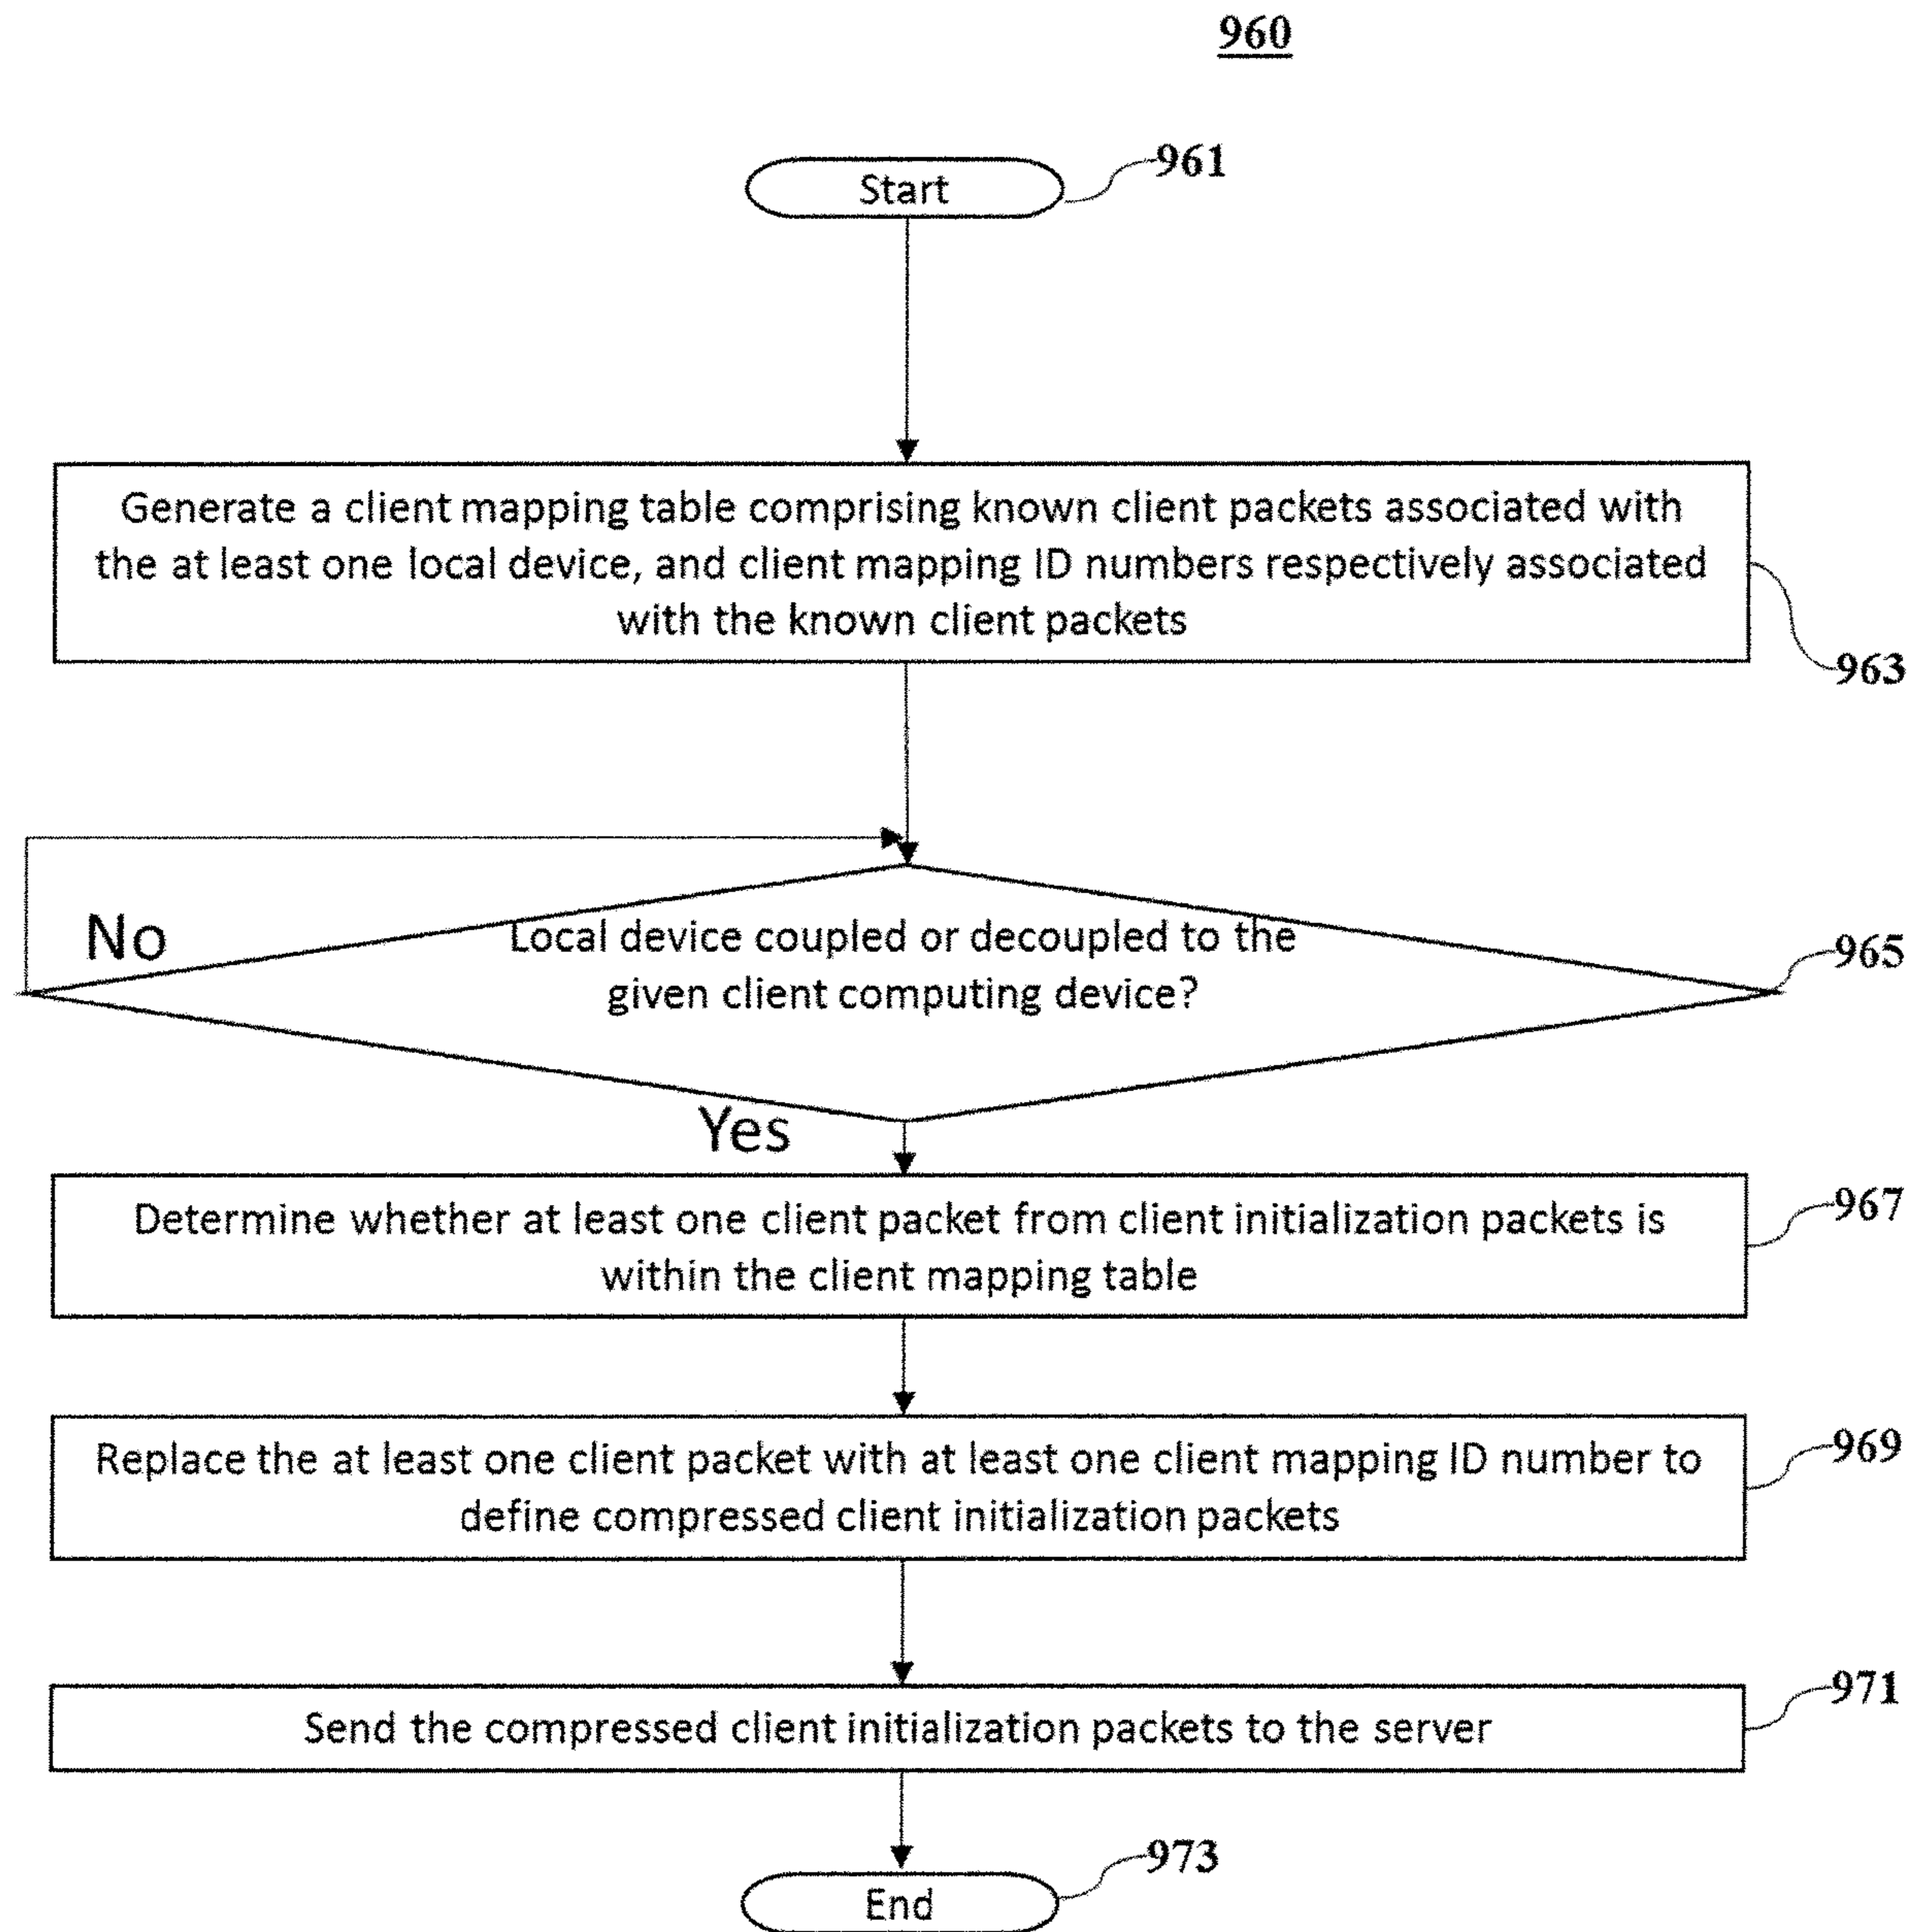 960
Start
961
Generate a client mapping table comprising known client packets associated with
the at least one local device, and client mapping ID numbers respectively associated
with the known client packets
963
No
Local device coupled or decoupled to the
given client computing device?
965
Yes
Determine whether at least one client packet from client initialization packets is
within the client mapping table
967
Replace the at least one client packet with at least one client mapping ID number to
define compressed client initialization packets
969
Send the compressed client initialization packets to the server
971
End
973